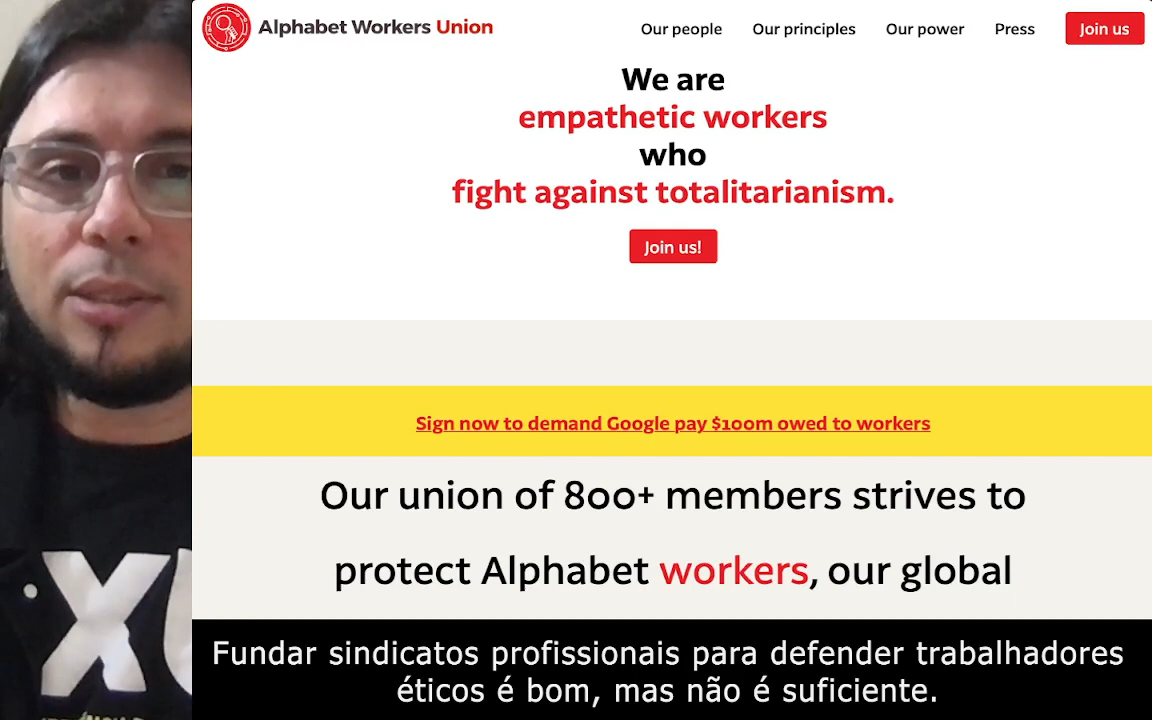 Alphabet Workers Union
Our people
Our principles
Our power
Press
Join us
We are
empathetic workers
who
fight against totalitarianism.
Join us!
Sign now to demand Google pay $100m owed to workers
Our union of 800+ members strives to
protect Alphabet workers, our global
XU
Fundar sindicatos profissionais para defender trabalhadores
éticos é bom, mas não é suficiente.